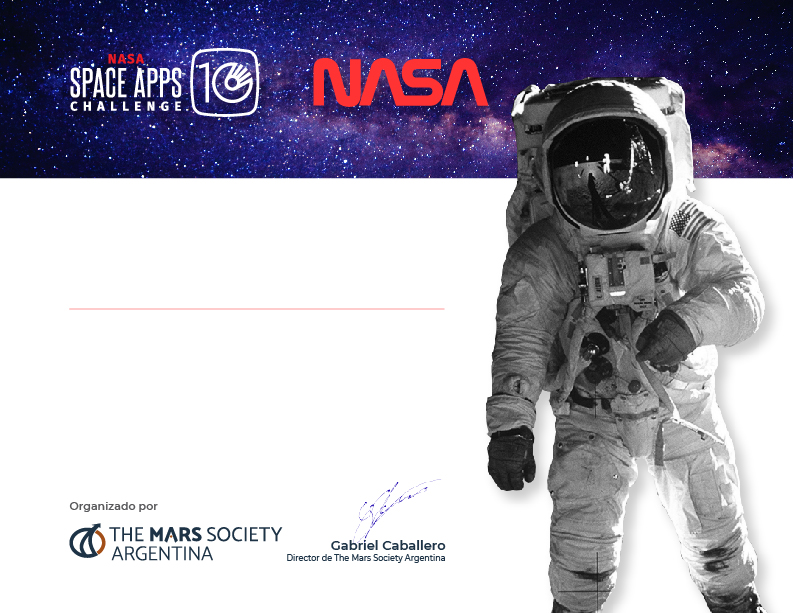 NASA
SPACE APPS
CHALLENGE
10
NASA
Organizado por
THE MARS SOCIETY
ARGENTINA
Gabriel Caballero
Director de The Mars Society Argentina